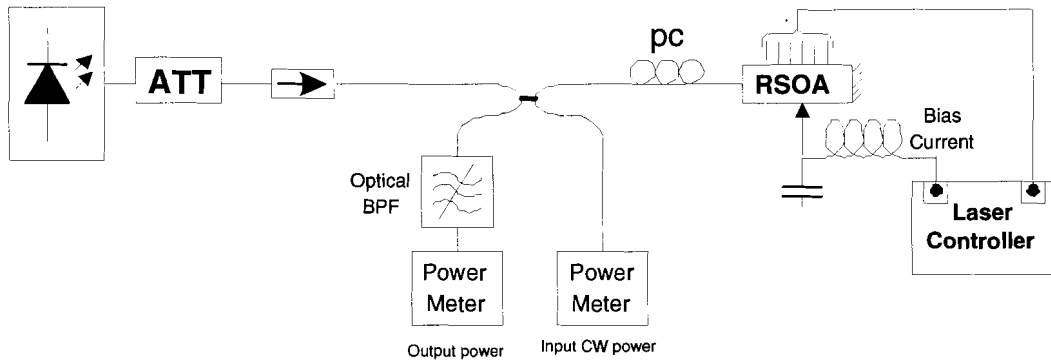 pc
ATT
RSOA
Bias
Current
Optical
BPF
Laser
Controller
Power
Meter
Power
Meter
Output power
Input CW power